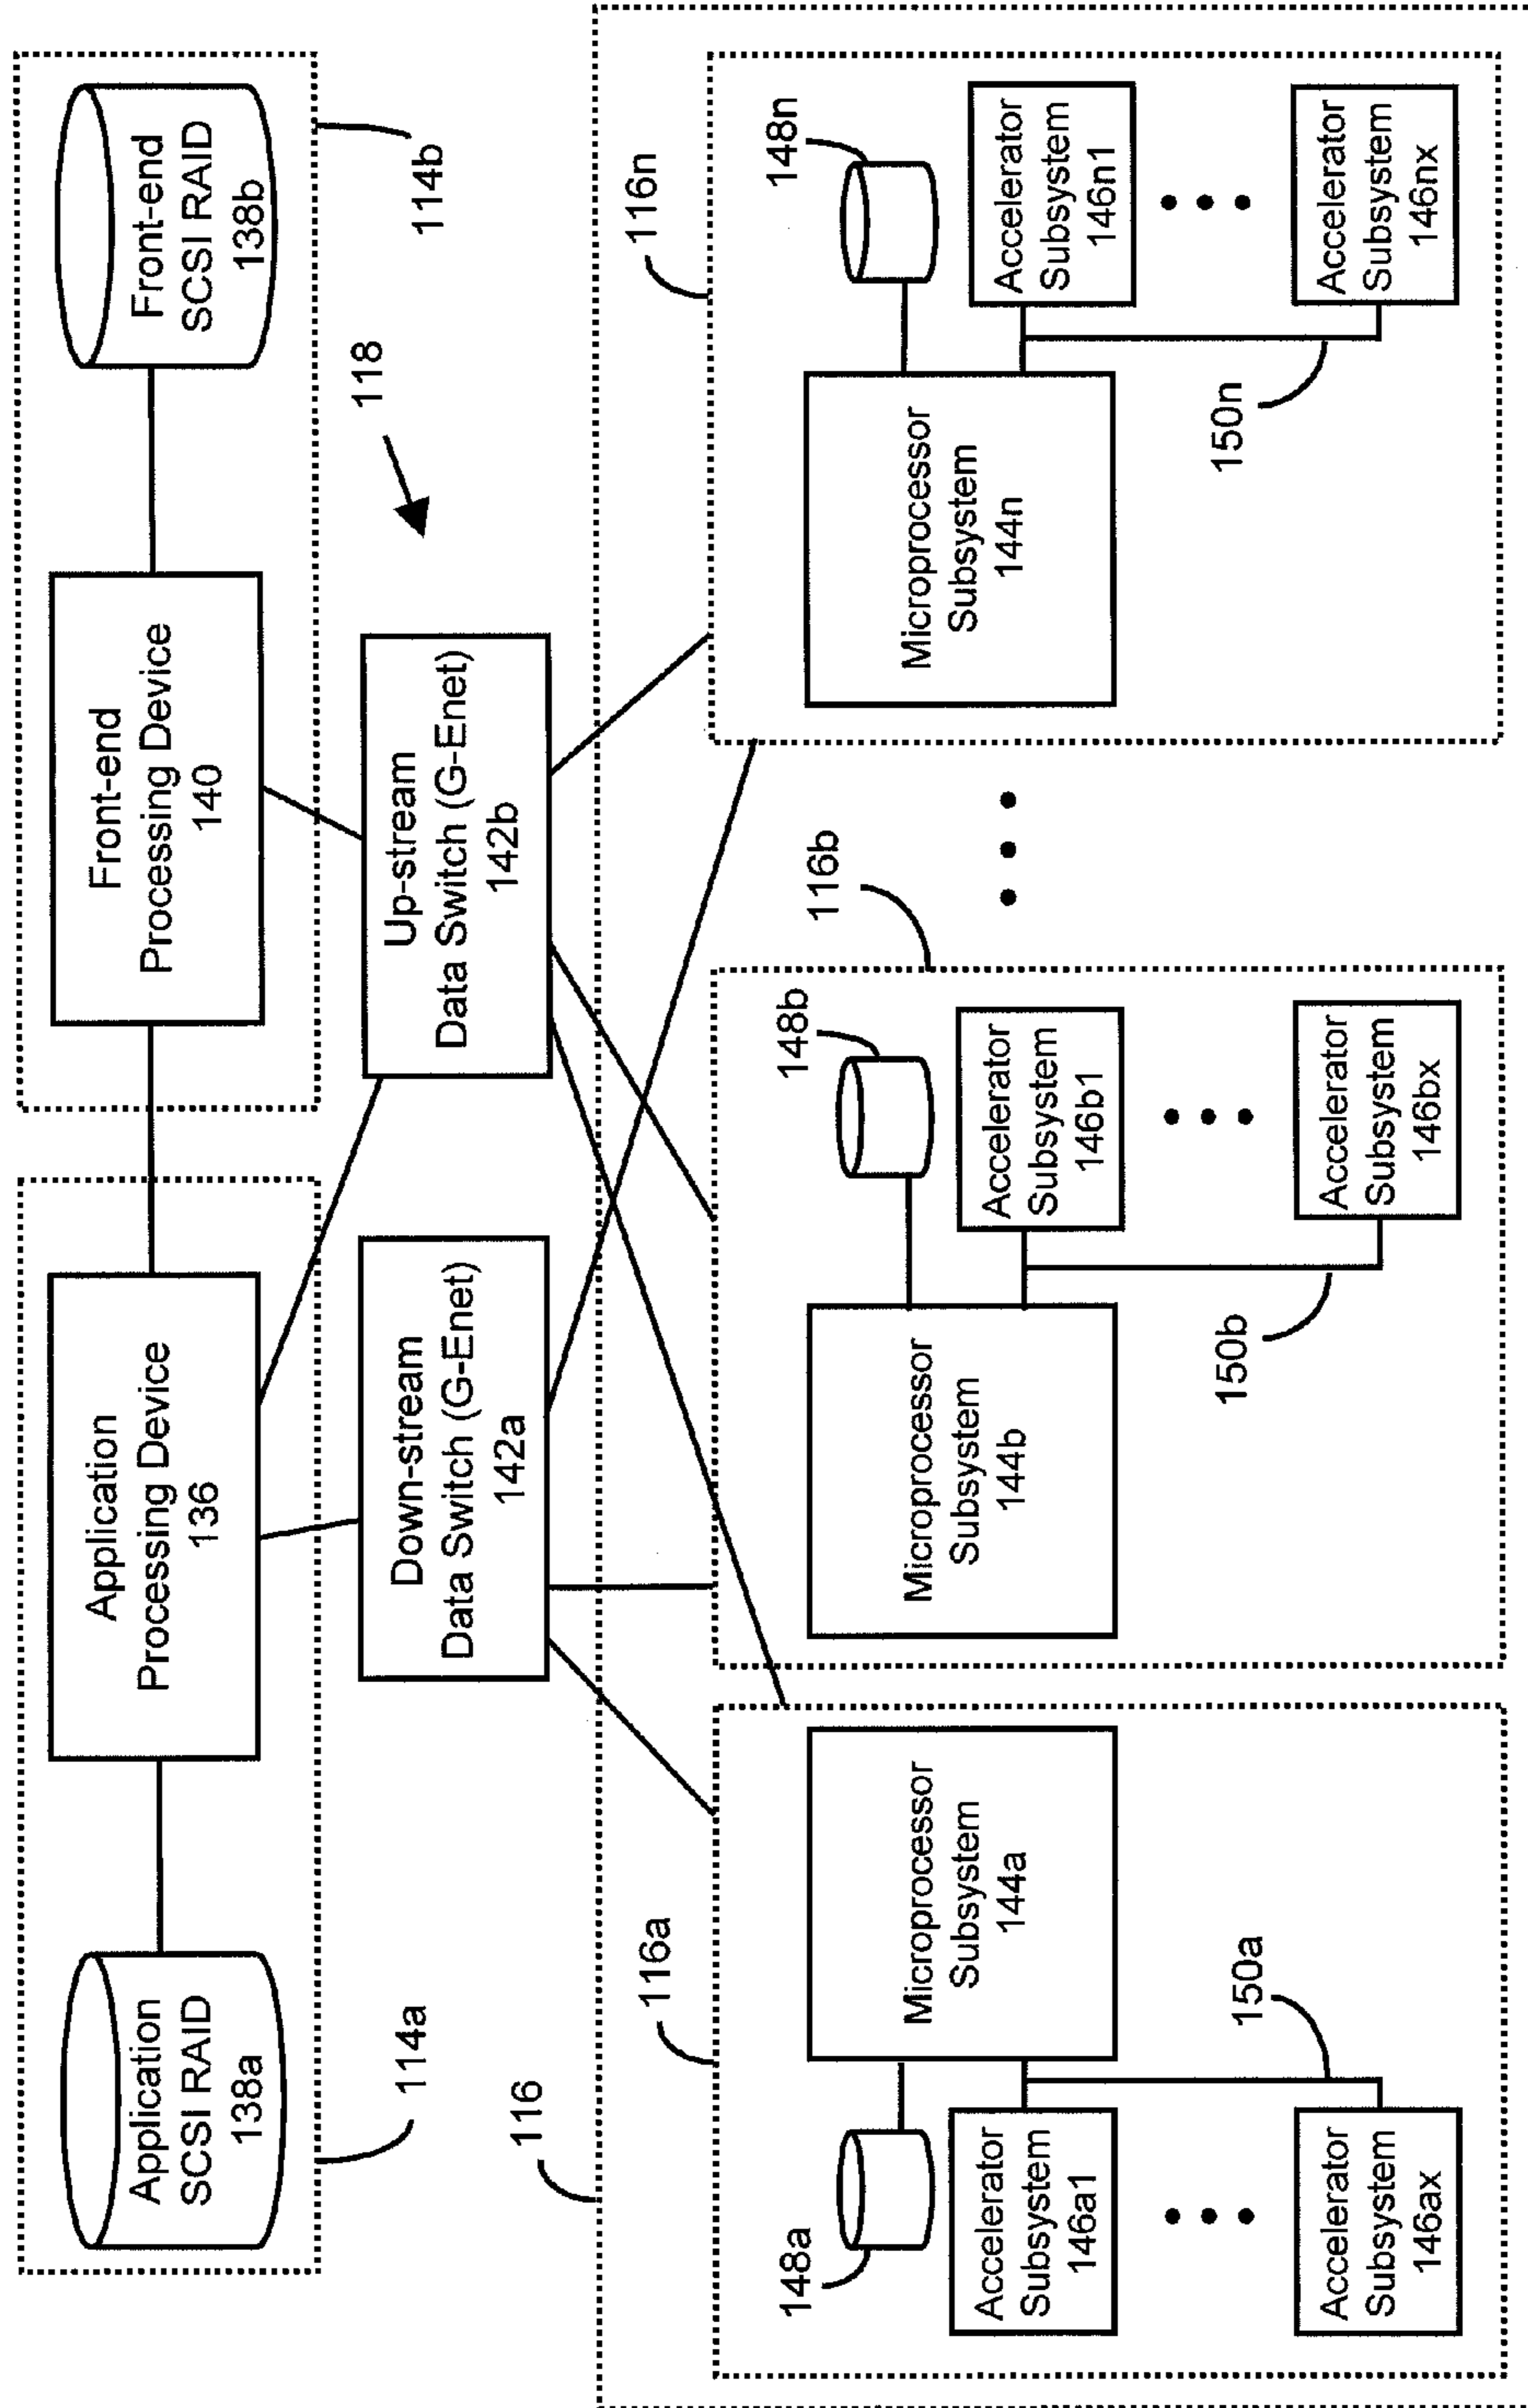 Application
SCSI RAID
138a
Application
Processing Device
136
Front-end
Processing Device
140
Front-end
SCSI RAID
138b
114a
114b
118
Down-stream
Data Switch (G-Enet)
142a
Up-stream
Data Switch (G-Enet)
142b
116
116a
116b
116n
148a
Microprocessor
Subsystem
144a
Accelerator
Subsystem
146a1
Accelerator
Subsystem
146ax
150a
Microprocessor
Subsystem
144b
148b
Accelerator
Subsystem
146b1
Accelerator
Subsystem
146bx
150b
Microprocessor
Subsystem
144n
148n
Accelerator
Subsystem
146n1
Accelerator
Subsystem
146nx
150n